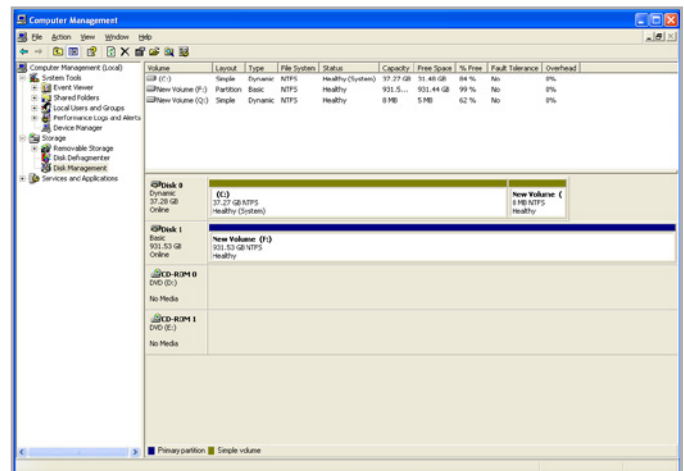 Computer Management
File Action View Window Help
Computer Management (Local)
System Tools
Event Viewer
Shared Folders
Local Users and Groups
Performance Logs and Alerts
Device Manager
Storage
Removable Storage
Disk Defragmenter
Disk Management
Services and Applications
Volume Layout Type File System Status Capacity Free Space % Free Fault Tolerance Overhead
(C:) Simple Dynamic NTFS Healthy (System) 37.27 GB 31.48 GB 84 % No 0%
New Volume (F:) Partition Basic NTFS Healthy 931.5... 931.44 GB 99 % No 0%
New Volume (Q:) Simple Dynamic NTFS Healthy 8 MB 5 MB 62 % No 0%
Disk 0
Dynamic
37.28 GB
Online
(C:)
37.27 GB NTFS
Healthy (System)
New Volume (
8 MB NTFS
Healthy
Disk 1
Basic
931.53 GB
Online
New Volume (F:)
931.53 GB NTFS
Healthy
CD-ROM 0
DVD (D:)
No Media
CD-ROM 1
DVD (E:)
No Media
Primary partition Simple volume